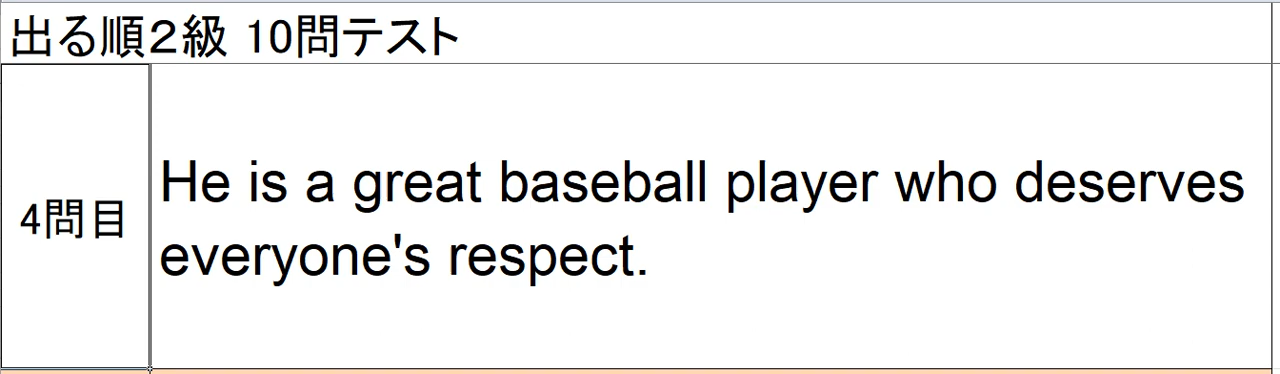 出る順２級 10問テスト
4問目
He is a great baseball player who deserves
everyone's respect.